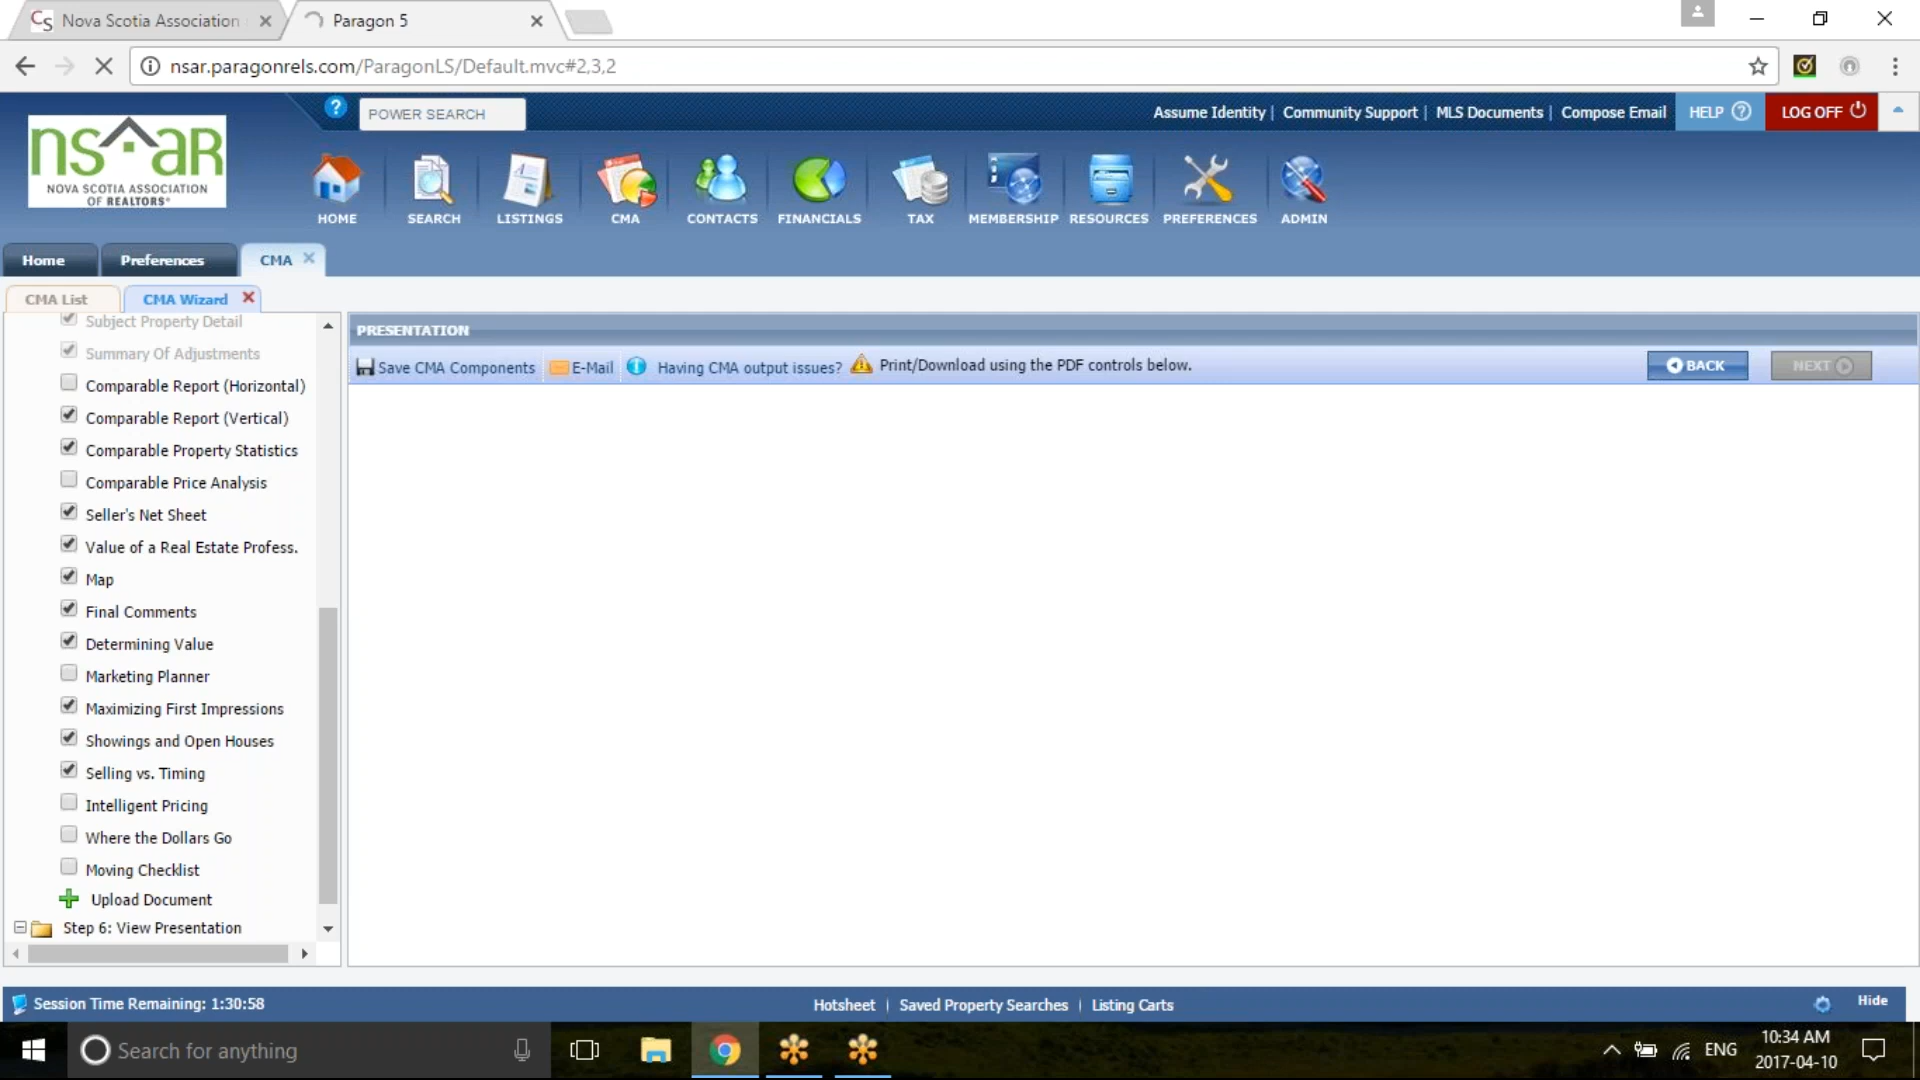 Nova Scotia Association
Paragon 5
nsar.paragonrels.com/ParagonLS/Default.mvc#2,3,2
nsar
NOVA SCOTIA ASSOCIATION
OF REALTORS®
POWER SEARCH
Assume Identity | Community Support | MLS Documents | Compose Email
HELP
LOG OFF
HOME
SEARCH
LISTINGS
CMA
CONTACTS
FINANCIALS
TAX
MEMBERSHIP
RESOURCES
PREFERENCES
ADMIN
Home
Preferences
CMA
CMA List
CMA Wizard
Subject Property Detail
Summary Of Adjustments
Comparable Report (Horizontal)
Comparable Report (Vertical)
Comparable Property Statistics
Comparable Price Analysis
Seller's Net Sheet
Value of a Real Estate Profess.
Map
Final Comments
Determining Value
Marketing Planner
Maximizing First Impressions
Showings and Open Houses
Selling vs. Timing
Intelligent Pricing
Where the Dollars Go
Moving Checklist
Upload Document
Step 6: View Presentation
PRESENTATION
Save CMA Components
E-Mail
Having CMA output issues?
Print/Download using the PDF controls below.
BACK
NEXT
Session Time Remaining: 1:30:58
Hotsheet | Saved Property Searches | Listing Carts
Hide
Search for anything
ENG
10:34 AM
2017-04-10